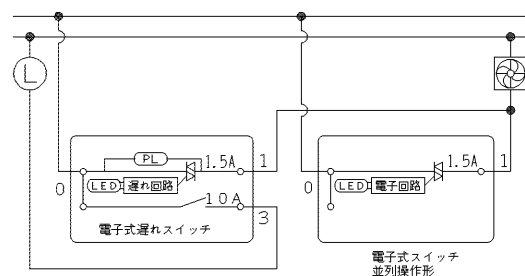 L
PL
1.5A
1
1.5A
1
0
LED
遅れ回路
0
LED
電子回路
10A
3
電子式遅れスイッチ
電子式スイッチ
並列操作形